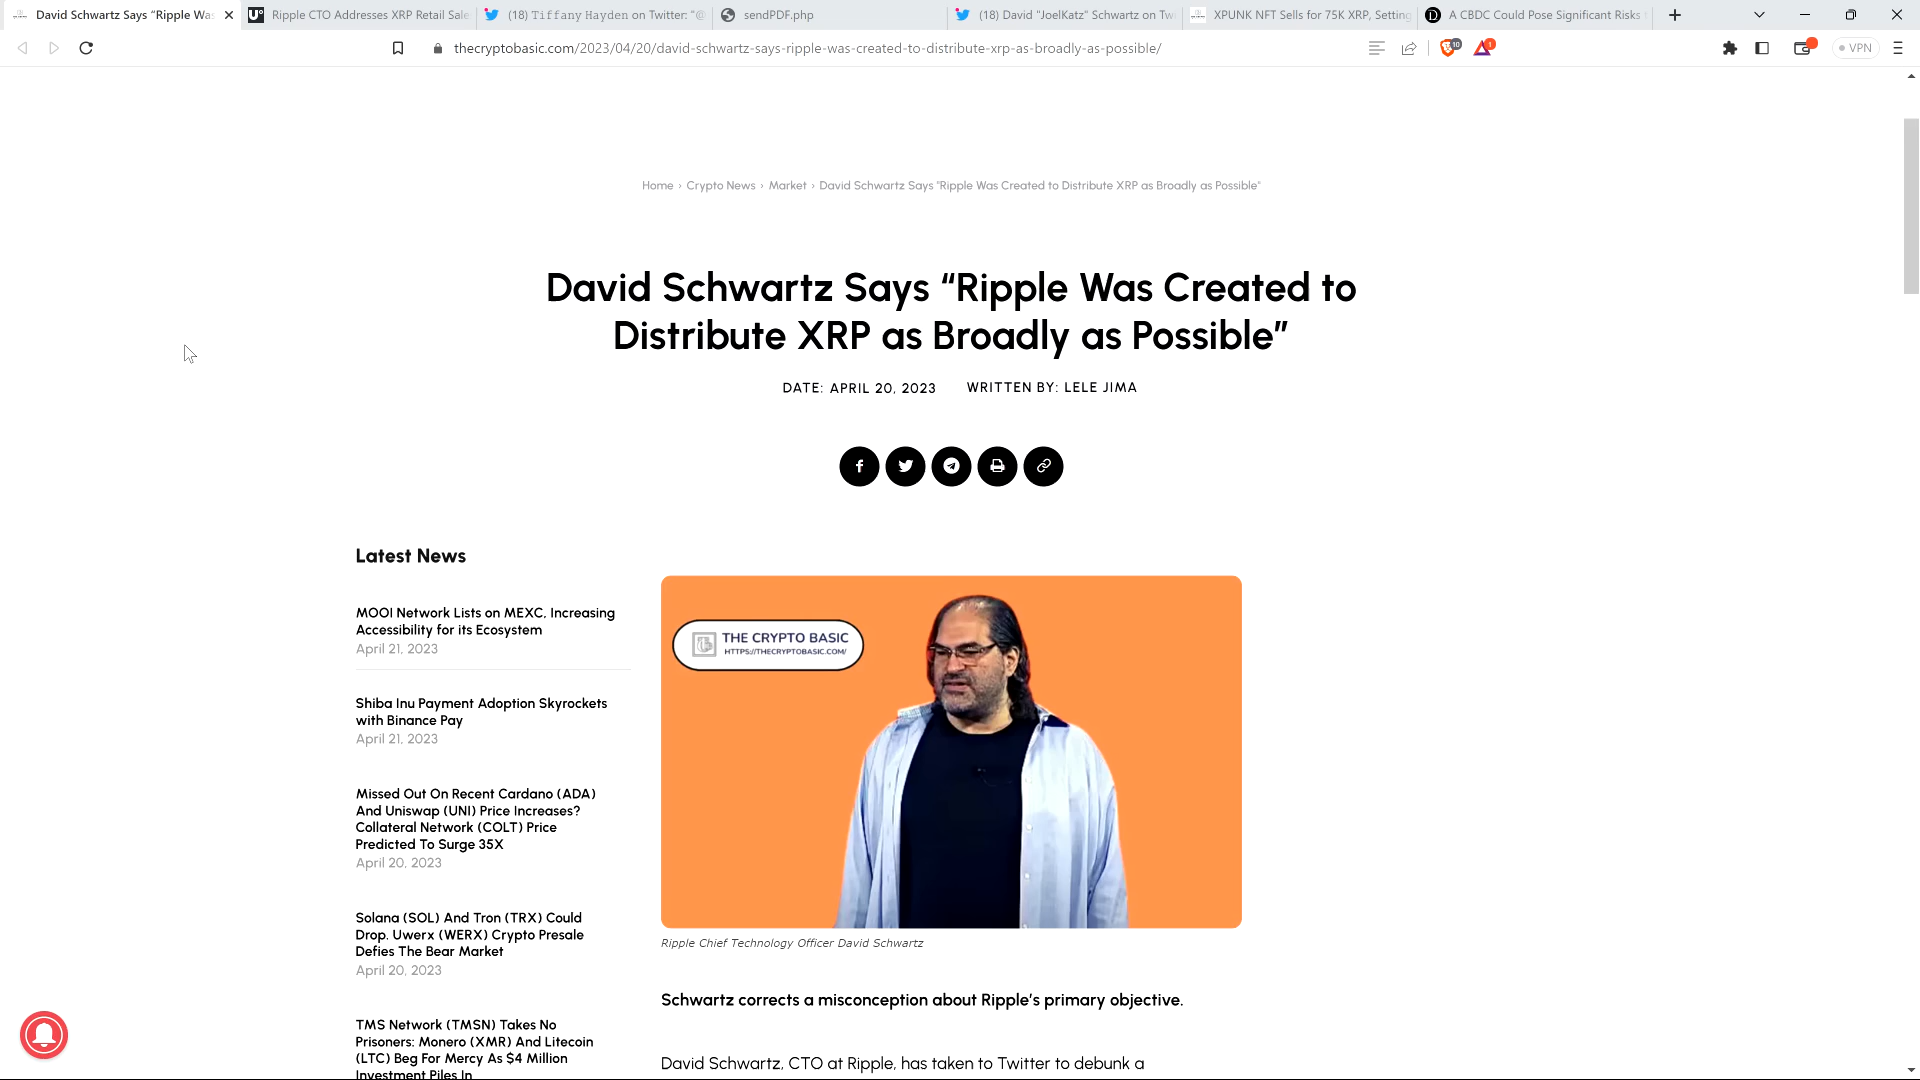 David Schwartz Says “Ripple Was
Ripple CTO Addresses XRP Retail Sale
(18) Tiffany Hayden on Twitter: "@
sendPDF.php
(18) David "JoelKatz" Schwartz on Tw
XPUNK NFT Sells for 75K XRP, Setting
A CBDC Could Pose Significant Risks
thecryptobasic.com/2023/04/20/david-schwartz-says-ripple-was-created-to-distribute-xrp-as-broadly-as-possible/
10
1
VPN
Home › Crypto News › Market › David Schwartz Says "Ripple Was Created to Distribute XRP as Broadly as Possible"
David Schwartz Says “Ripple Was Created to
Distribute XRP as Broadly as Possible”
DATE: APRIL 20, 2023 WRITTEN BY: LELE JIMA
Latest News
MOOI Network Lists on MEXC, Increasing
Accessibility for its Ecosystem
April 21, 2023
Shiba Inu Payment Adoption Skyrockets
with Binance Pay
April 21, 2023
Missed Out On Recent Cardano (ADA)
And Uniswap (UNI) Price Increases?
Collateral Network (COLT) Price
Predicted To Surge 35X
April 20, 2023
Solana (SOL) And Tron (TRX) Could
Drop. Uwerx (WERX) Crypto Presale
Defies The Bear Market
April 20, 2023
TMS Network (TMSN) Takes No
Prisoners: Monero (XMR) And Litecoin
(LTC) Beg For Mercy As $4 Million
Investment Piles In
THE CRYPTO BASIC
HTTPS://THECRYPTOBASIC.COM/
Ripple Chief Technology Officer David Schwartz
Schwartz corrects a misconception about Ripple’s primary objective.
David Schwartz, CTO at Ripple, has taken to Twitter to debunk a